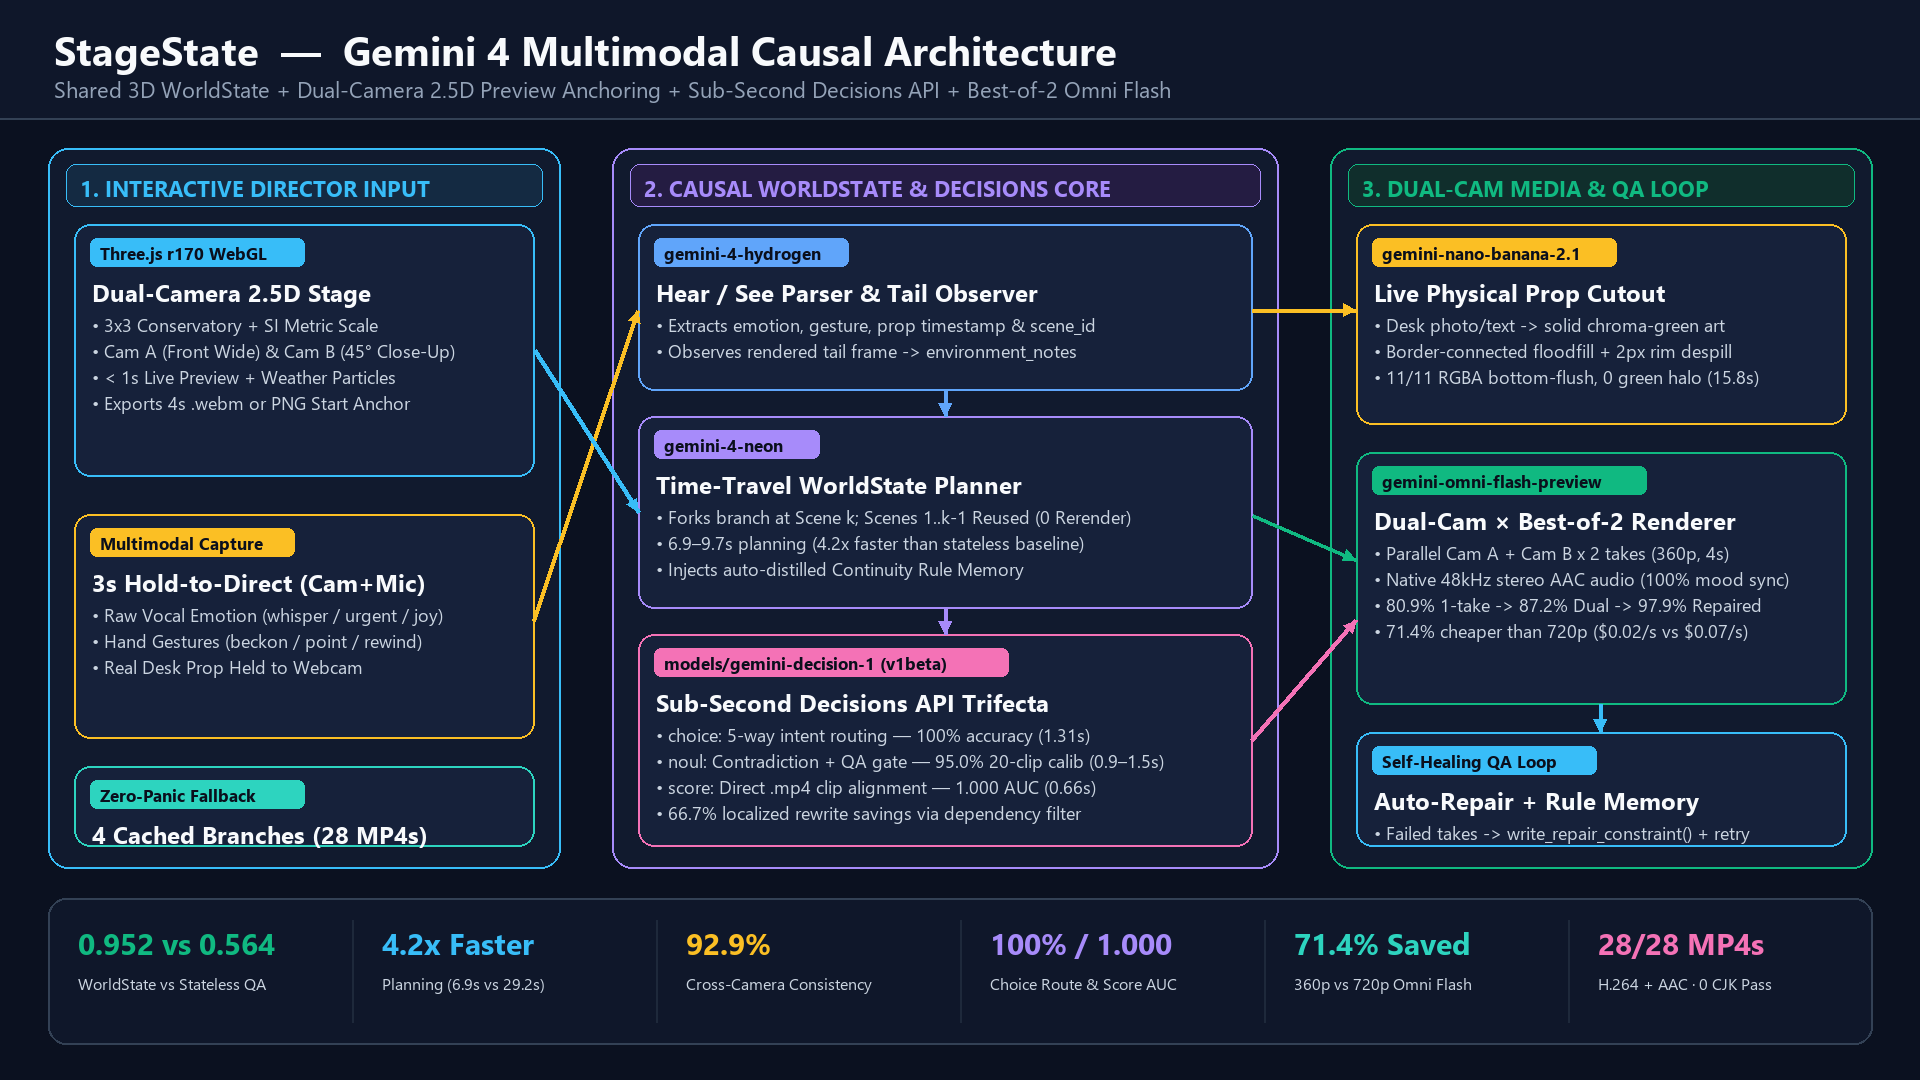 StageState — Gemini 4 Multimodal Causal Architecture
Shared 3D WorldState + Dual-Camera 2.5D Preview Anchoring + Sub-Second Decisions API + Best-of-2 Omni Flash
1. INTERACTIVE DIRECTOR INPUT
Three.js r170 WebGL
Dual-Camera 2.5D Stage
• 3x3 Conservatory + SI Metric Scale
• Cam A (Front Wide) & Cam B (45° Close-Up)
• < 1s Live Preview + Weather Particles
• Exports 4s .webm or PNG Start Anchor
Multimodal Capture
3s Hold-to-Direct (Cam+Mic)
• Raw Vocal Emotion (whisper / urgent / joy)
• Hand Gestures (beckon / point / rewind)
• Real Desk Prop Held to Webcam
Zero-Panic Fallback
4 Cached Branches (28 MP4s)
2. CAUSAL WORLDSTATE & DECISIONS CORE
gemini-4-hydrogen
Hear / See Parser & Tail Observer
• Extracts emotion, gesture, prop timestamp & scene_id
• Observes rendered tail frame -> environment_notes
gemini-4-neon
Time-Travel WorldState Planner
• Forks branch at Scene k; Scenes 1..k-1 Reused (0 Rerender)
• 6.9–9.7s planning (4.2x faster than stateless baseline)
• Injects auto-distilled Continuity Rule Memory
models/gemini-decision-1 (v1beta)
Sub-Second Decisions API Trifecta
• choice: 5-way intent routing — 100% accuracy (1.31s)
• noul: Contradiction + QA gate — 95.0% 20-clip calib (0.9–1.5s)
• score: Direct .mp4 clip alignment — 1.000 AUC (0.66s)
• 66.7% localized rewrite savings via dependency filter
3. DUAL-CAM MEDIA & QA LOOP
gemini-nano-banana-2.1
Live Physical Prop Cutout
• Desk photo/text -> solid chroma-green art
• Border-connected floodfill + 2px rim despill
• 11/11 RGBA bottom-flush, 0 green halo (15.8s)
gemini-omni-flash-preview
Dual-Cam × Best-of-2 Renderer
• Parallel Cam A + Cam B x 2 takes (360p, 4s)
• Native 48kHz stereo AAC audio (100% mood sync)
• 80.9% 1-take -> 87.2% Dual -> 97.9% Repaired
• 71.4% cheaper than 720p ($0.02/s vs $0.07/s)
Self-Healing QA Loop
Auto-Repair + Rule Memory
• Failed takes -> write_repair_constraint() + retry
0.952 vs 0.564
WorldState vs Stateless QA
4.2x Faster
Planning (6.9s vs 29.2s)
92.9%
Cross-Camera Consistency
100% / 1.000
Choice Route & Score AUC
71.4% Saved
360p vs 720p Omni Flash
28/28 MP4s
H.264 + AAC · 0 CJK Pass